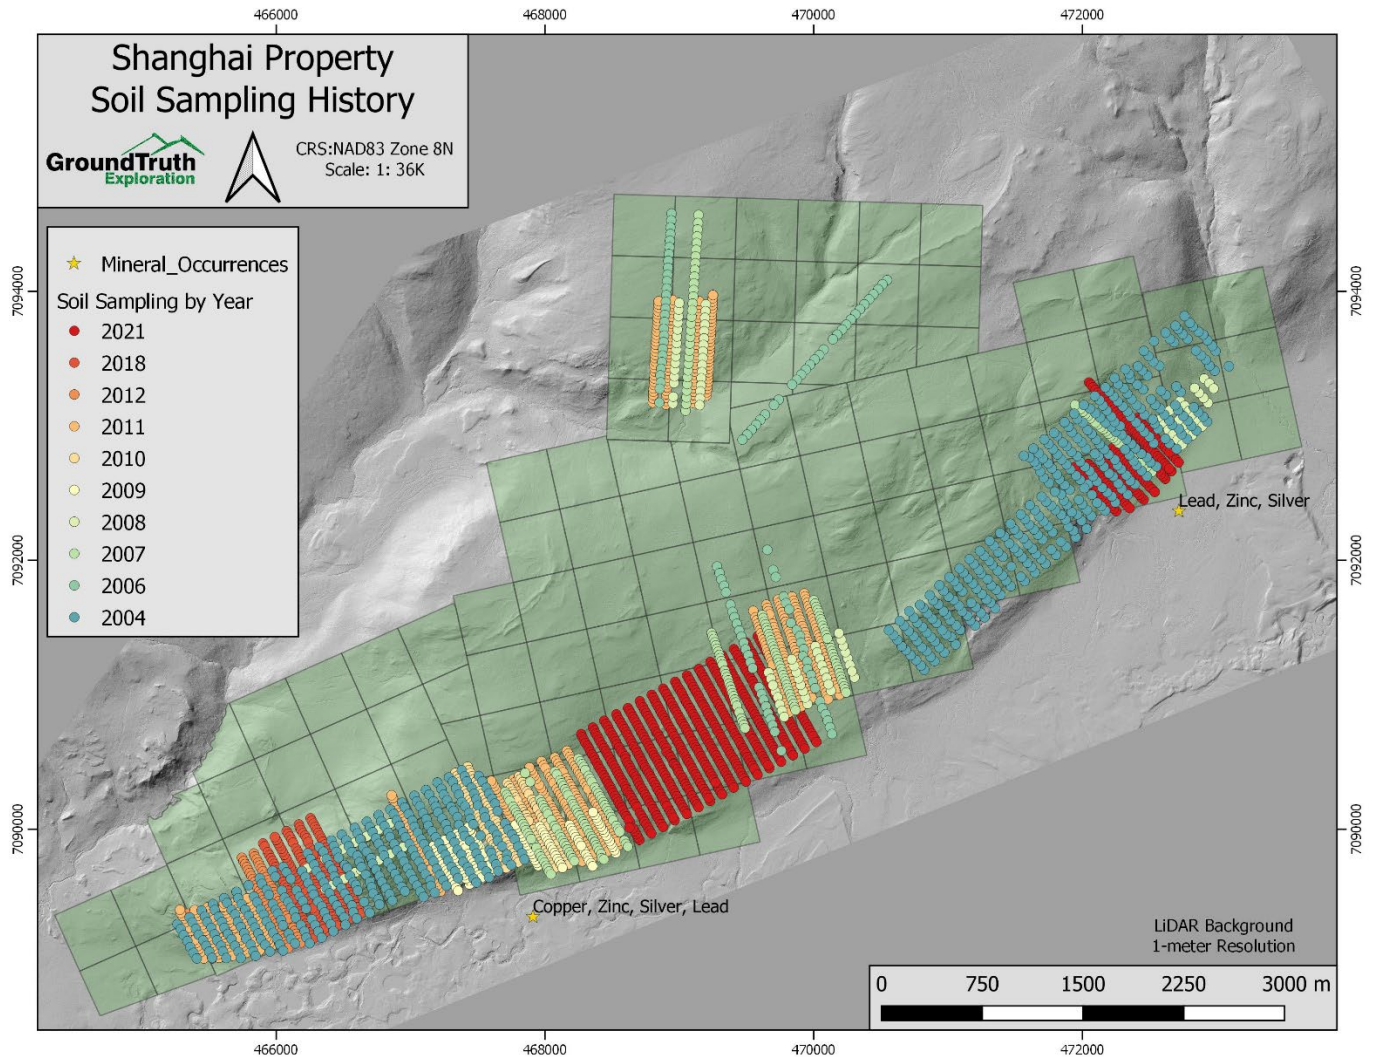 466000
468000
470000
472000
Shanghai Property
Soil Sampling History
GroundTruth
Exploration
CRS:NAD83 Zone 8N
Scale: 1: 36K
Mineral_Occurrences
Soil Sampling by Year
2021
2018
2012
2011
2010
2009
2008
2007
2006
2004
7094000
7092000
7090000
7094000
7092000
7090000
Lead, Zinc, Silver
Copper, Zinc, Silver, Lead
LiDAR Background
1-meter Resolution
0 750 1500 2250 3000 m
466000
468000
470000
472000